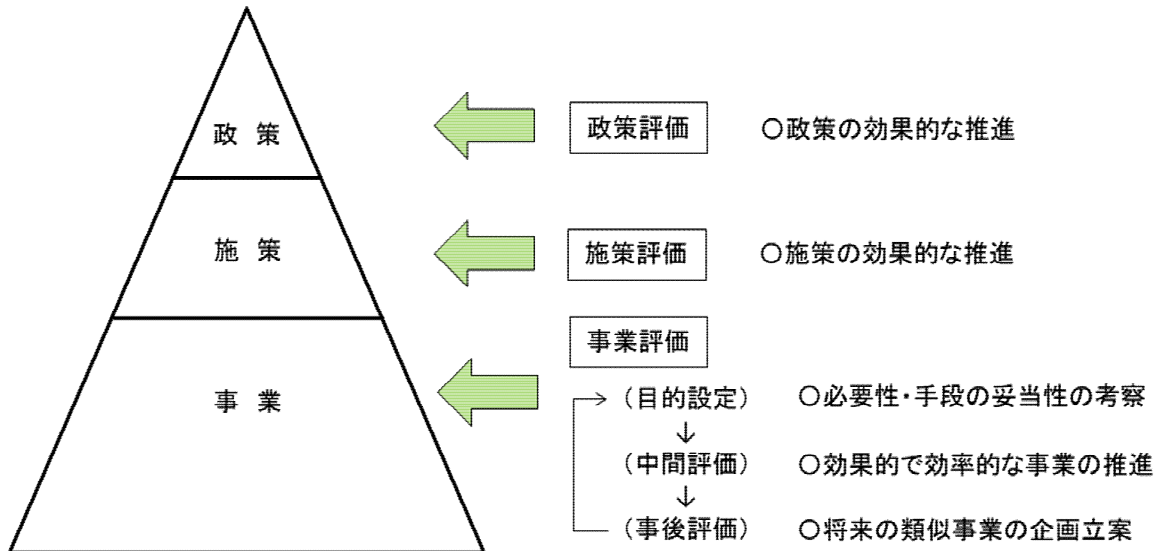 政策
政策評価
○政策の効果的な推進
施策
施策評価
○施策の効果的な推進
事業評価
事業
(目的設定)
○必要性・手段の妥当性の考察
(中間評価)
○効果的で効率的な事業の推進
(事後評価)
○将来の類似事業の企画立案